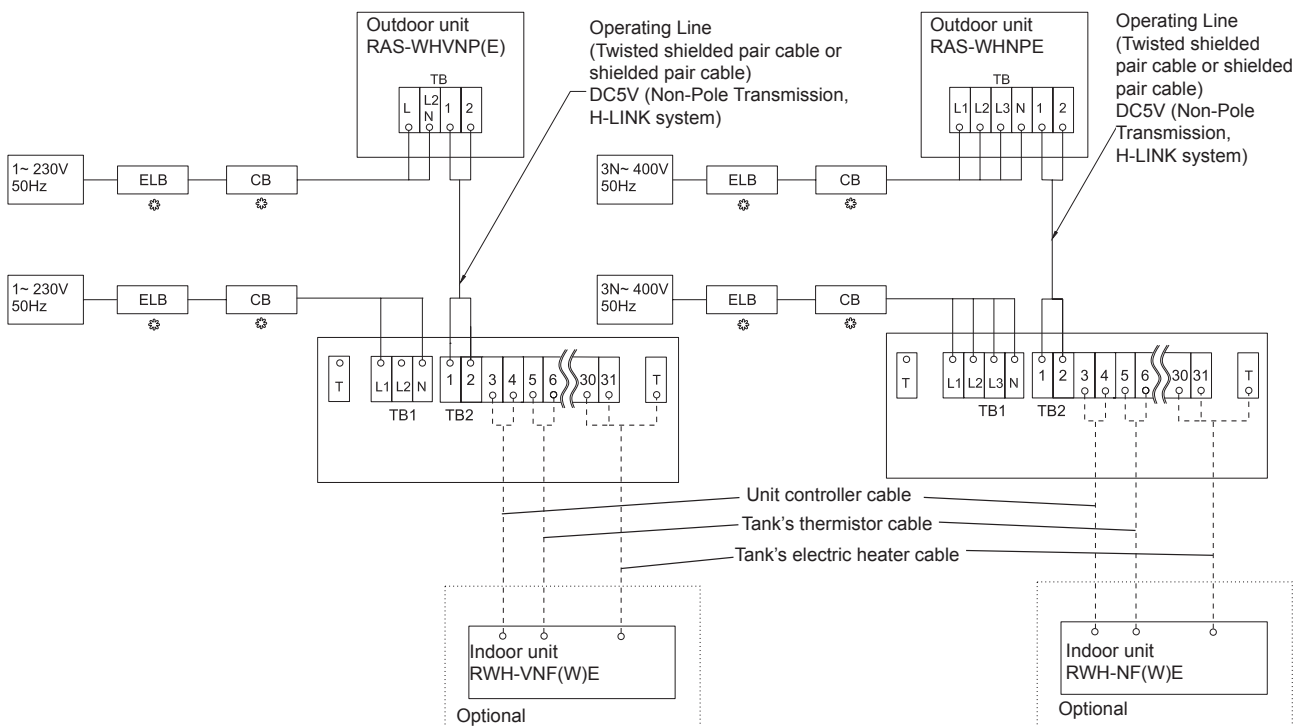 Outdoor unit
RAS-WHVNP(E)
TB
L
L2
N
1
2
Operating Line
(Twisted shielded pair cable or
shielded pair cable)
DC5V (Non-Pole Transmission,
H-LINK system)
1~ 230V
50Hz
ELB
CB
1~ 230V
50Hz
ELB
CB
T
L1 L2 N
1 2 3 4 5 6 30 31
T
TB1
TB2
Outdoor unit
RAS-WHNPE
TB
L1 L2 L3 N 1 2
Operating Line
(Twisted shielded
pair cable or shielded
pair cable)
DC5V (Non-Pole
Transmission,
H-LINK system)
3N~ 400V
50Hz
ELB
CB
3N~ 400V
50Hz
ELB
CB
T
L1 L2 L3 N
1 2 3 4 5 6 30 31
T
TB1
TB2
Unit controller cable
Tank's thermistor cable
Tank's electric heater cable
Indoor unit
RWH-VNF(W)E
Optional
Indoor unit
RWH-NF(W)E
Optional